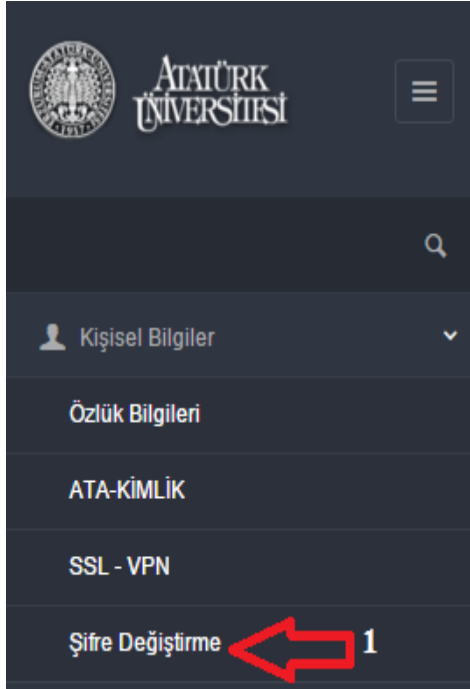 ATATÜRK
ÜNİVERSİTESİ
Kişisel Bilgiler
Özlük Bilgileri
ATA-KİMLİK
SSL - VPN
Şifre Değiştirme 1